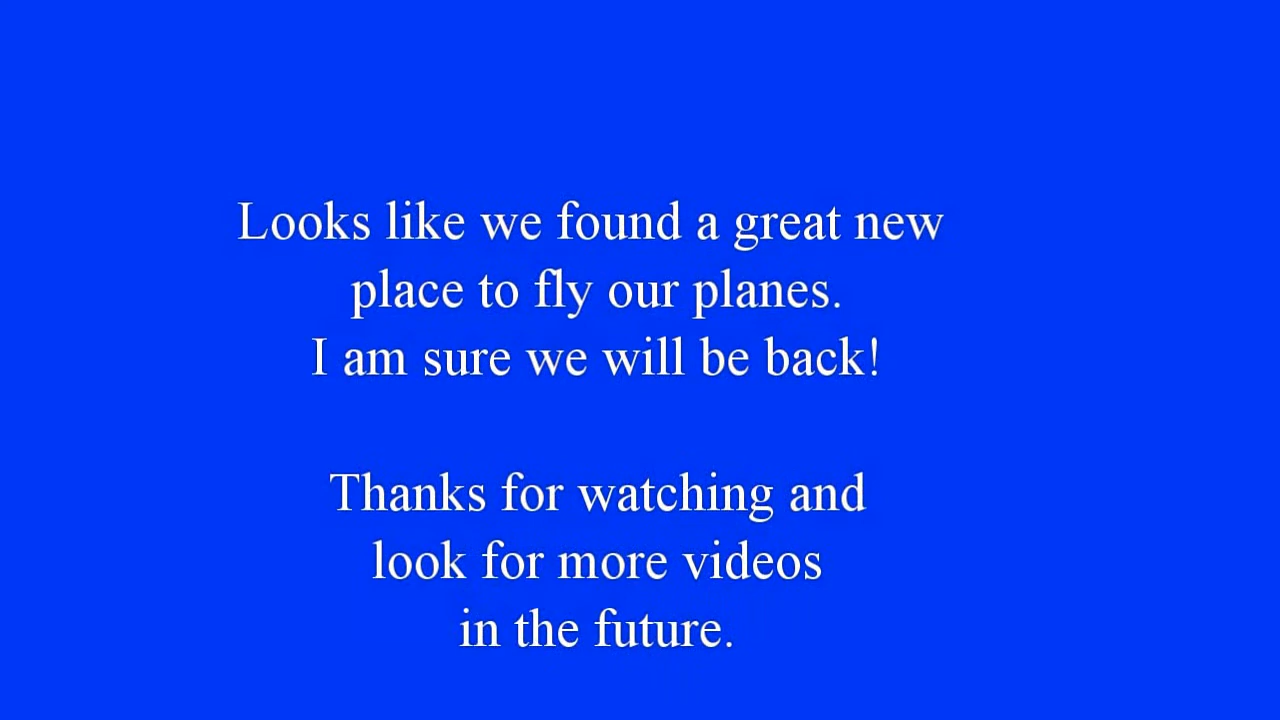 Looks like we found a great new
place to fly our planes.
I am sure we will be back!
Thanks for watching and
look for more videos
in the future.